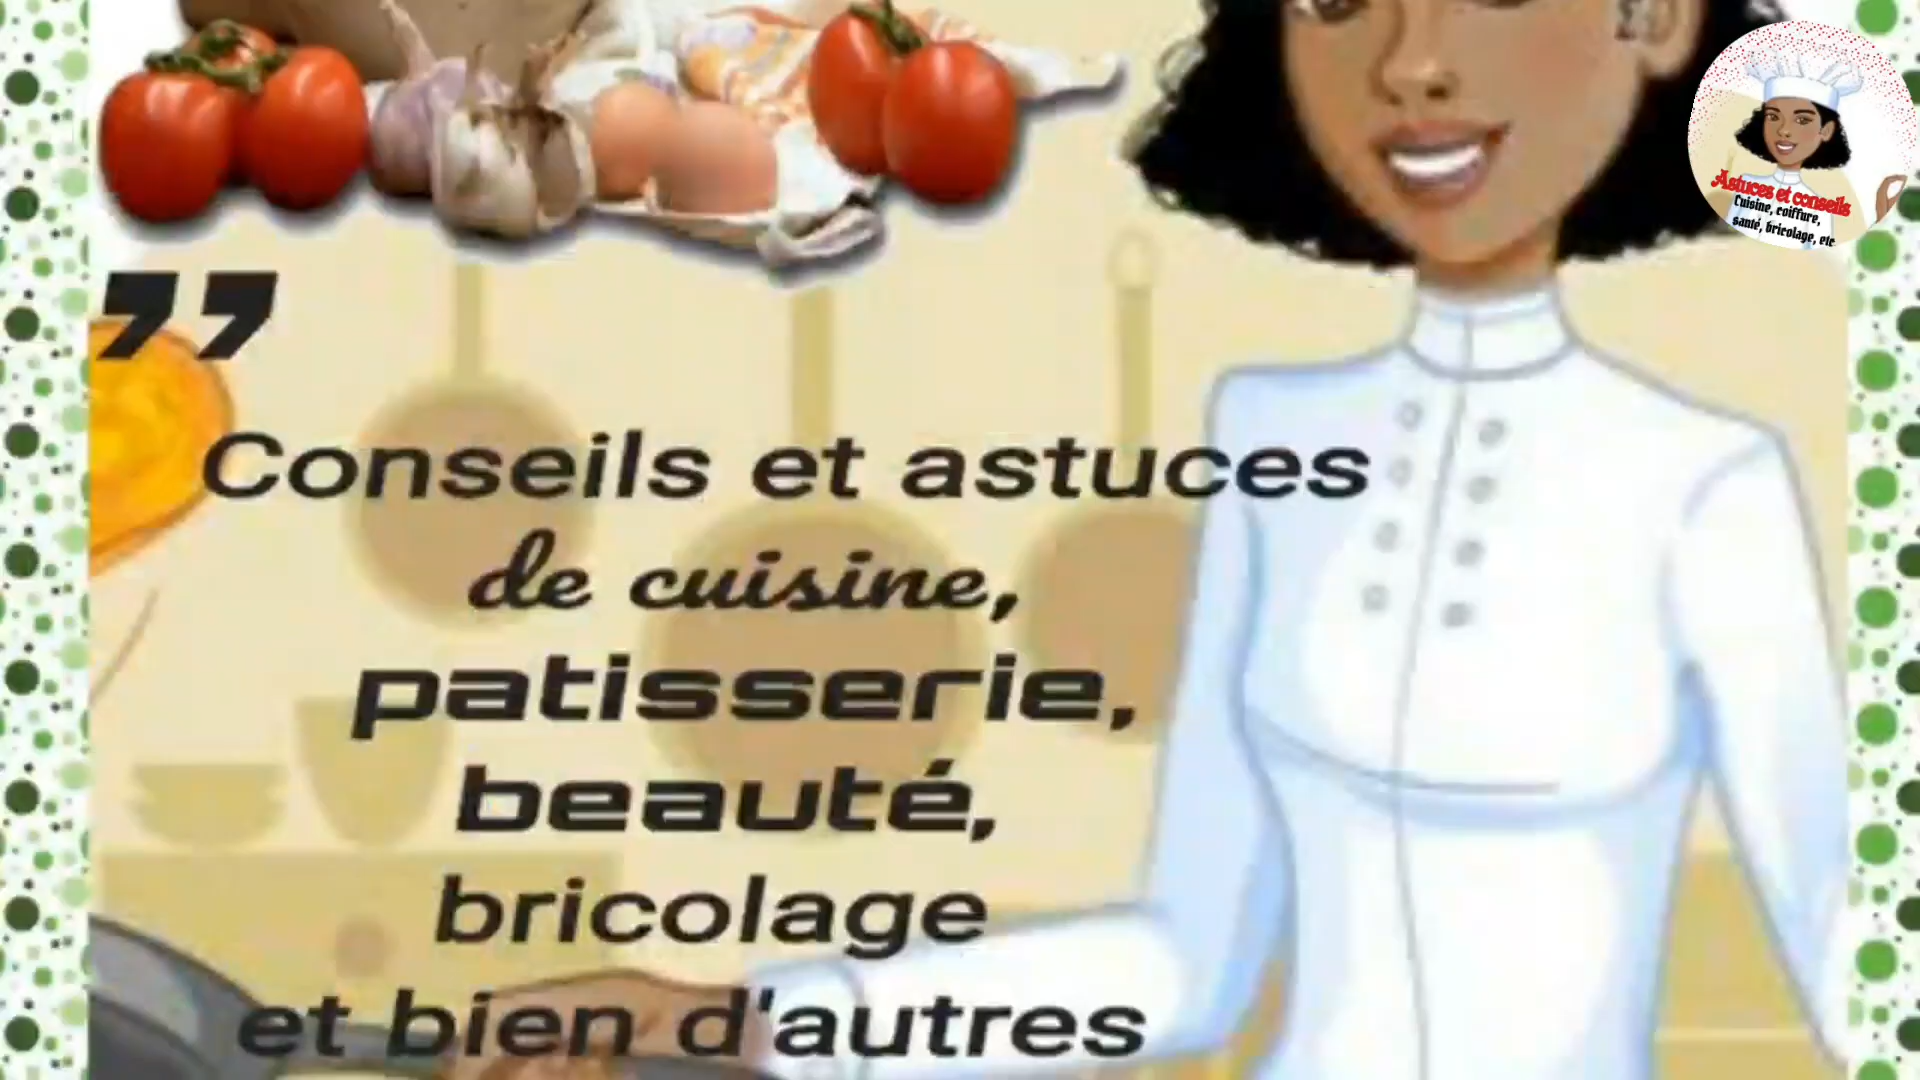 ”
Conseils et astuces
de cuisine,
patisserie,
beauté,
bricolage
et bien d'autres
Astuces et conseils
Cuisine, coiffure,
santé, bricolage, etc